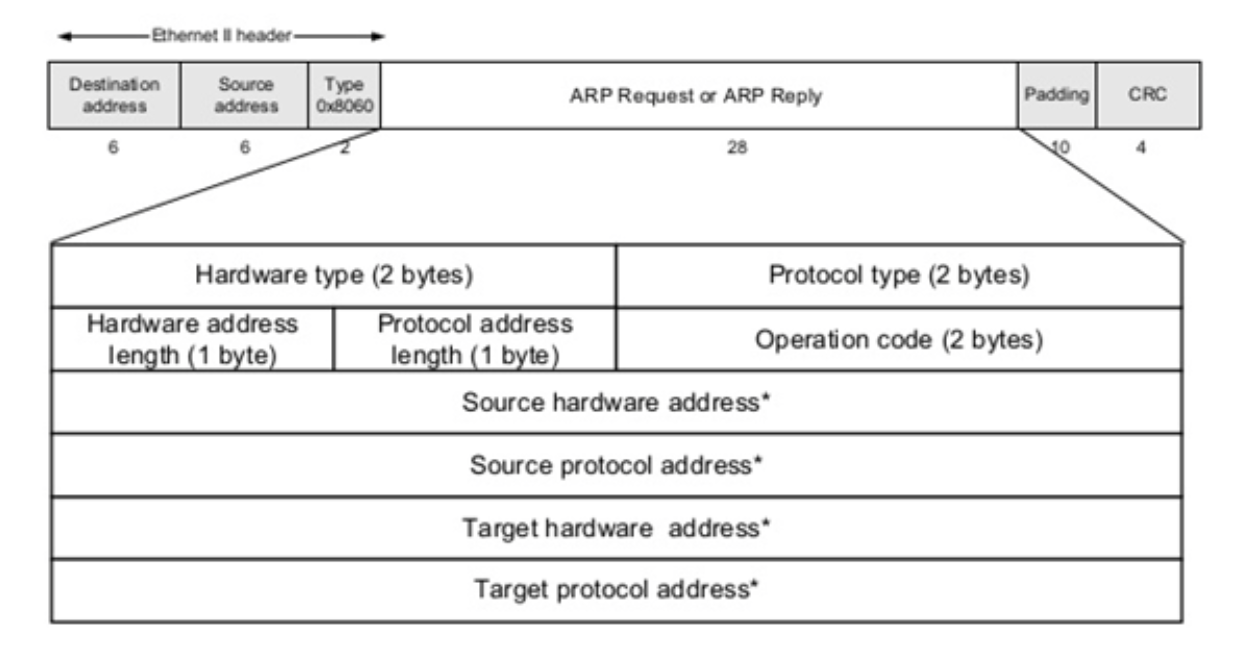 Ethernet II header
Destination address
Source address
Type 0x8060
ARP Request or ARP Reply
Padding
CRC
6
6
2
28
10
4
Hardware type (2 bytes)
Protocol type (2 bytes)
Hardware address length (1 byte)
Protocol address length (1 byte)
Operation code (2 bytes)
Source hardware address*
Source protocol address*
Target hardware address*
Target protocol address*